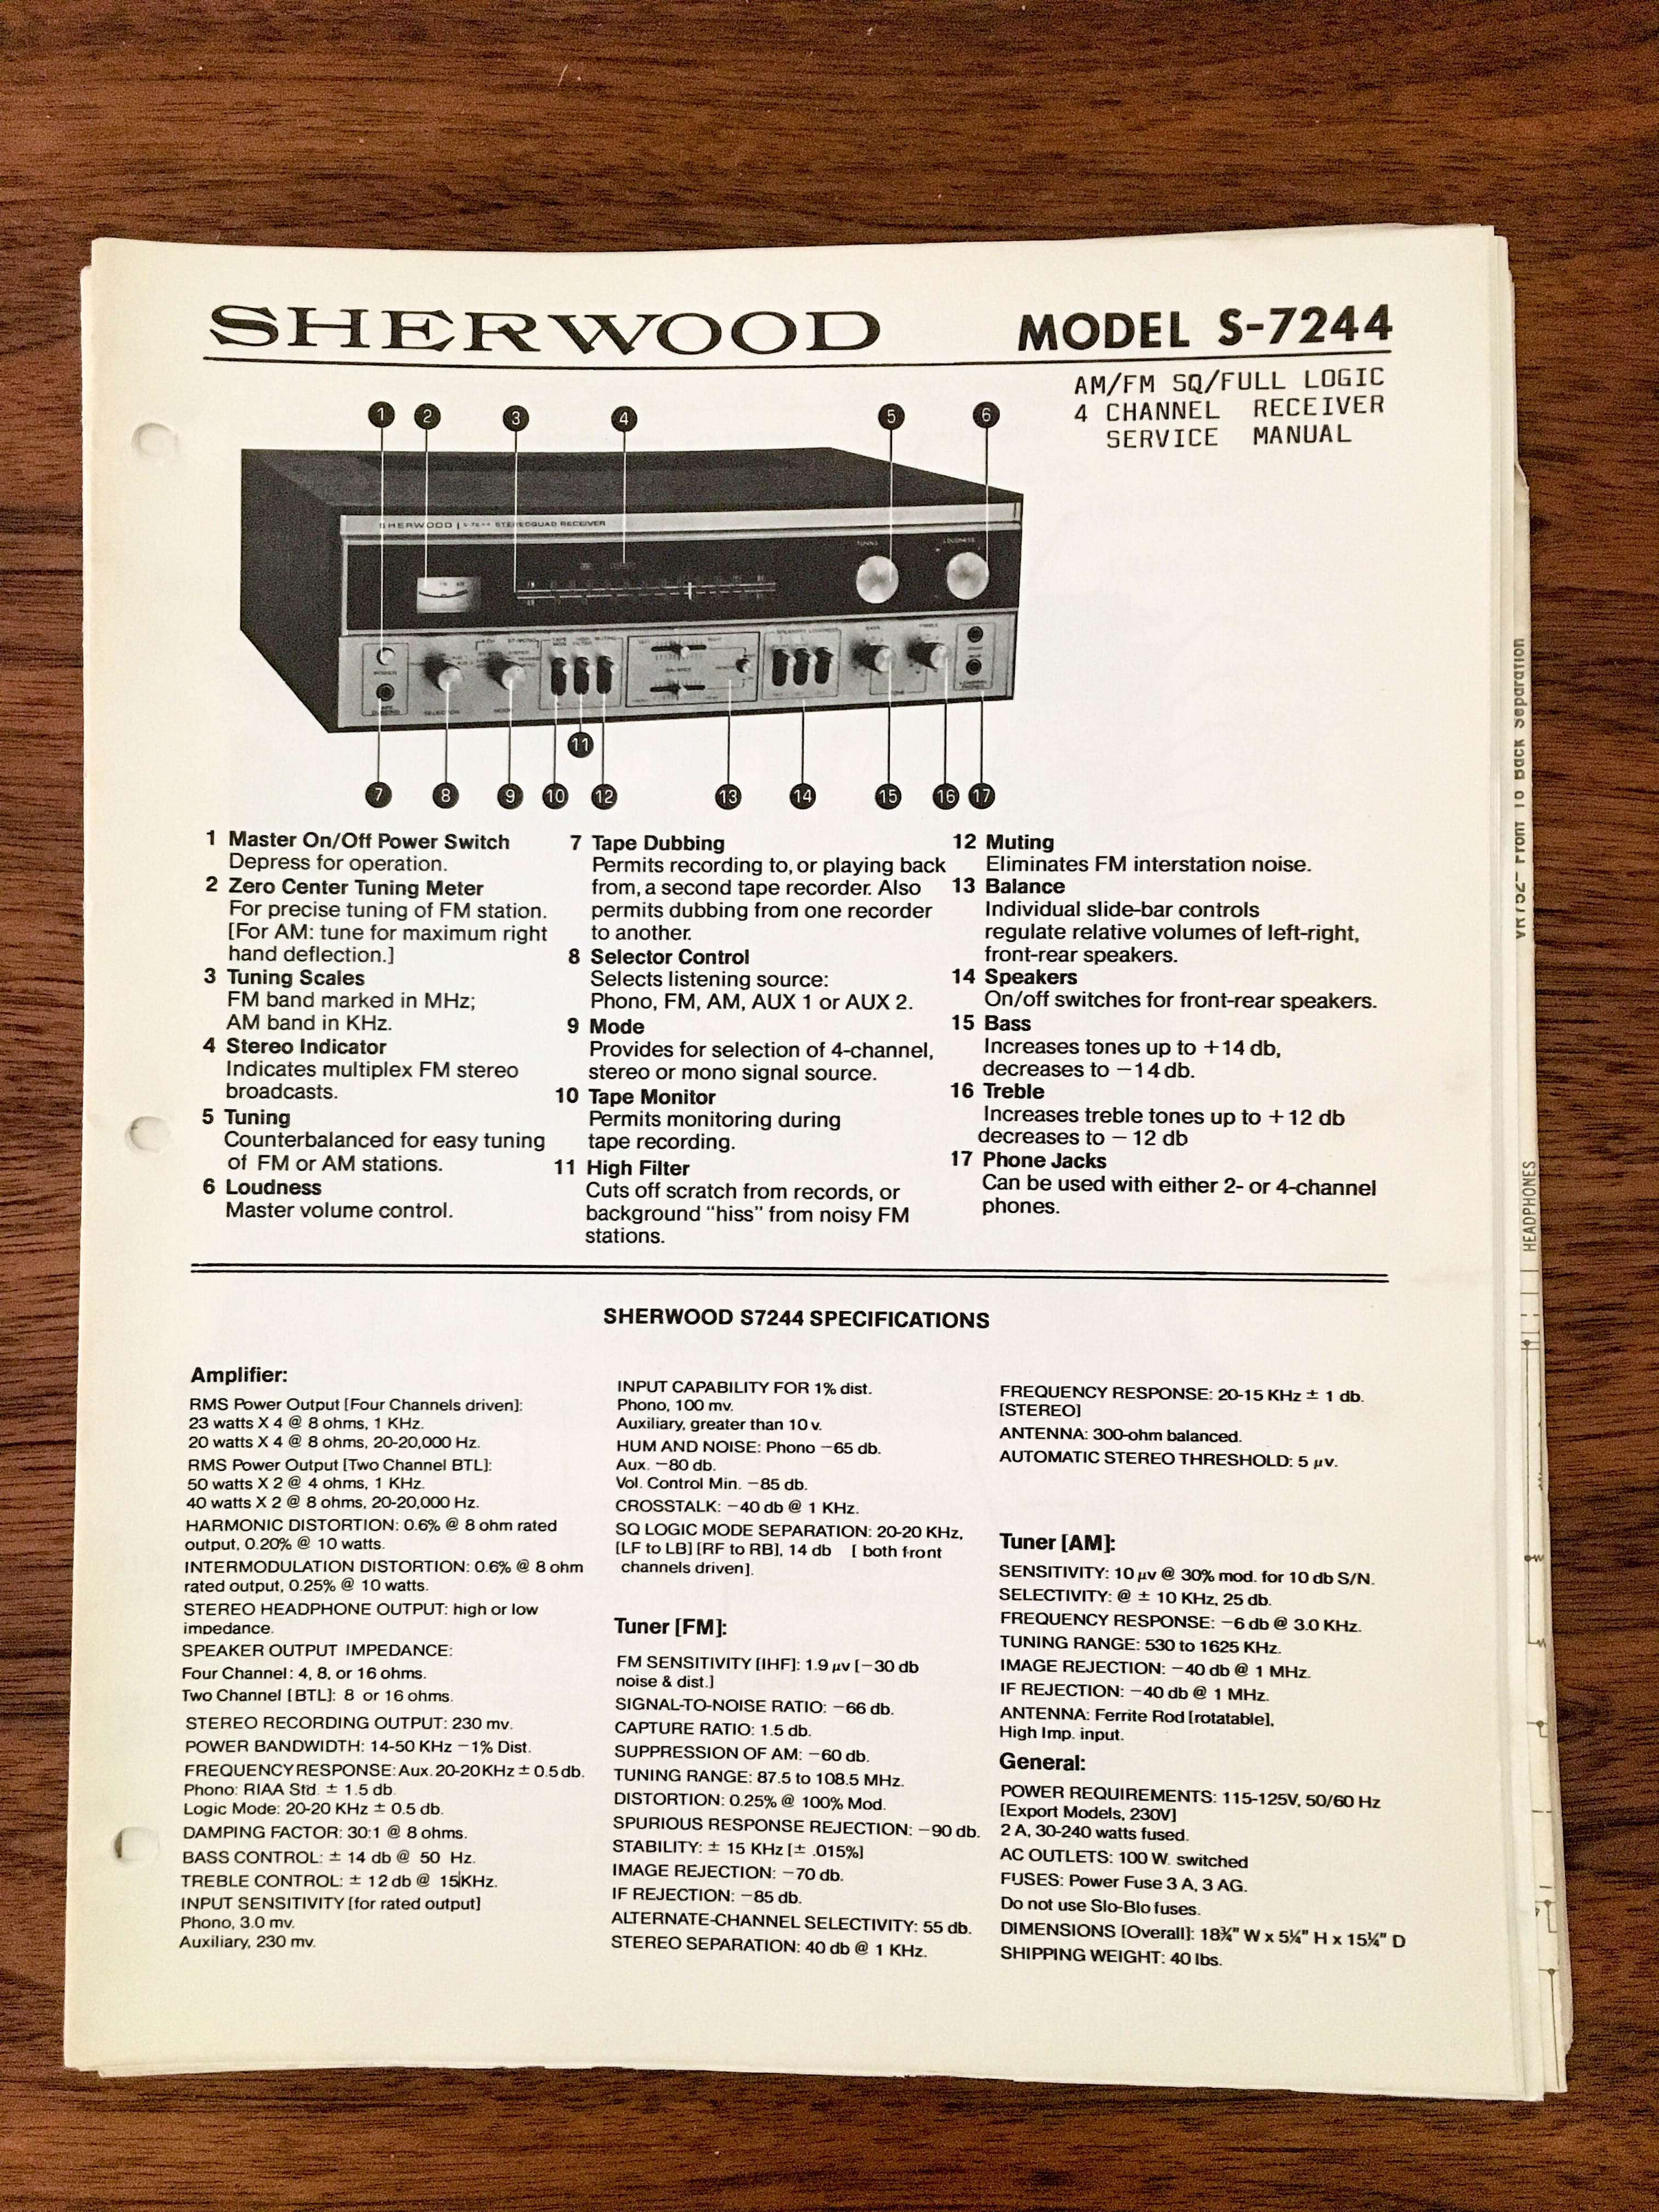 SHERWOOD
MODEL S-7244
AM/FM SQ/FULL LOGIC
4 CHANNEL RECEIVER
SERVICE MANUAL
1 2 3 4 5 6
SHERWOOD | S-7244 STEREOQUAD RECEIVER
TUNING
LOUDNESS
7 8 9 10 11 12 13 14 15 16 17
1 Master On/Off Power Switch
Depress for operation.
2 Zero Center Tuning Meter
For precise tuning of FM station.
[For AM: tune for maximum right
hand deflection.]
3 Tuning Scales
FM band marked in MHz;
AM band in KHz.
4 Stereo Indicator
Indicates multiplex FM stereo
broadcasts.
5 Tuning
Counterbalanced for easy tuning
of FM or AM stations.
6 Loudness
Master volume control.
7 Tape Dubbing
Permits recording to, or playing back
from, a second tape recorder. Also
permits dubbing from one recorder
to another.
8 Selector Control
Selects listening source:
Phono, FM, AM, AUX 1 or AUX 2.
9 Mode
Provides for selection of 4-channel,
stereo or mono signal source.
10 Tape Monitor
Permits monitoring during
tape recording.
11 High Filter
Cuts off scratch from records, or
background "hiss" from noisy FM
stations.
12 Muting
Eliminates FM interstation noise.
13 Balance
Individual slide-bar controls
regulate relative volumes of left-right,
front-rear speakers.
14 Speakers
On/off switches for front-rear speakers.
15 Bass
Increases tones up to +14 db,
decreases to −14 db.
16 Treble
Increases treble tones up to +12 db
decreases to − 12 db
17 Phone Jacks
Can be used with either 2- or 4-channel
phones.
SHERWOOD S7244 SPECIFICATIONS
Amplifier:
RMS Power Output [Four Channels driven]:
23 watts X 4 @ 8 ohms, 1 KHz.
20 watts X 4 @ 8 ohms, 20-20,000 Hz.
RMS Power Output [Two Channel BTL]:
50 watts X 2 @ 4 ohms, 1 KHz.
40 watts X 2 @ 8 ohms, 20-20,000 Hz.
HARMONIC DISTORTION: 0.6% @ 8 ohm rated
output, 0.20% @ 10 watts.
INTERMODULATION DISTORTION: 0.6% @ 8 ohm
rated output, 0.25% @ 10 watts.
STEREO HEADPHONE OUTPUT: high or low
impedance.
SPEAKER OUTPUT IMPEDANCE:
Four Channel: 4, 8, or 16 ohms.
Two Channel [BTL]: 8 or 16 ohms.
STEREO RECORDING OUTPUT: 230 mv.
POWER BANDWIDTH: 14-50 KHz −1% Dist.
FREQUENCY RESPONSE: Aux. 20-20 KHz ± 0.5 db.
Phono: RIAA Std. ± 1.5 db.
Logic Mode: 20-20 KHz ± 0.5 db.
DAMPING FACTOR: 30:1 @ 8 ohms.
BASS CONTROL: ± 14 db @ 50 Hz.
TREBLE CONTROL: ± 12 db @ 15KHz.
INPUT SENSITIVITY [for rated output]
Phono, 3.0 mv.
Auxiliary, 230 mv.
INPUT CAPABILITY FOR 1% dist.
Phono, 100 mv.
Auxiliary, greater than 10 v.
HUM AND NOISE: Phono −65 db.
Aux. −80 db.
Vol. Control Min. −85 db.
CROSSTALK: −40 db @ 1 KHz.
SQ LOGIC MODE SEPARATION: 20-20 KHz,
[LF to LB] [RF to RB], 14 db [ both front
channels driven].
Tuner [FM]:
FM SENSITIVITY [IHF]: 1.9 µv [−30 db
noise & dist.]
SIGNAL-TO-NOISE RATIO: −66 db.
CAPTURE RATIO: 1.5 db.
SUPPRESSION OF AM: −60 db.
TUNING RANGE: 87.5 to 108.5 MHz.
DISTORTION: 0.25% @ 100% Mod.
SPURIOUS RESPONSE REJECTION: −90 db.
STABILITY: ± 15 KHz [± .015%]
IMAGE REJECTION: −70 db.
IF REJECTION: −85 db.
ALTERNATE-CHANNEL SELECTIVITY: 55 db.
STEREO SEPARATION: 40 db @ 1 KHz.
FREQUENCY RESPONSE: 20-15 KHz ± 1 db.
[STEREO]
ANTENNA: 300-ohm balanced.
AUTOMATIC STEREO THRESHOLD: 5 µv.
Tuner [AM]:
SENSITIVITY: 10 µv @ 30% mod. for 10 db S/N.
SELECTIVITY: @ ± 10 KHz, 25 db.
FREQUENCY RESPONSE: −6 db @ 3.0 KHz.
TUNING RANGE: 530 to 1625 KHz.
IMAGE REJECTION: −40 db @ 1 MHz.
IF REJECTION: −40 db @ 1 MHz.
ANTENNA: Ferrite Rod [rotatable],
High Imp. input.
General:
POWER REQUIREMENTS: 115-125V, 50/60 Hz
[Export Models, 230V]
2 A, 30-240 watts fused.
AC OUTLETS: 100 W. switched
FUSES: Power Fuse 3 A, 3 AG.
Do not use Slo-Blo fuses.
DIMENSIONS [Overall]: 18¾" W x 5¼" H x 15¼" D
SHIPPING WEIGHT: 40 lbs.
VR752- Front To Back Separation
HEADPHONES